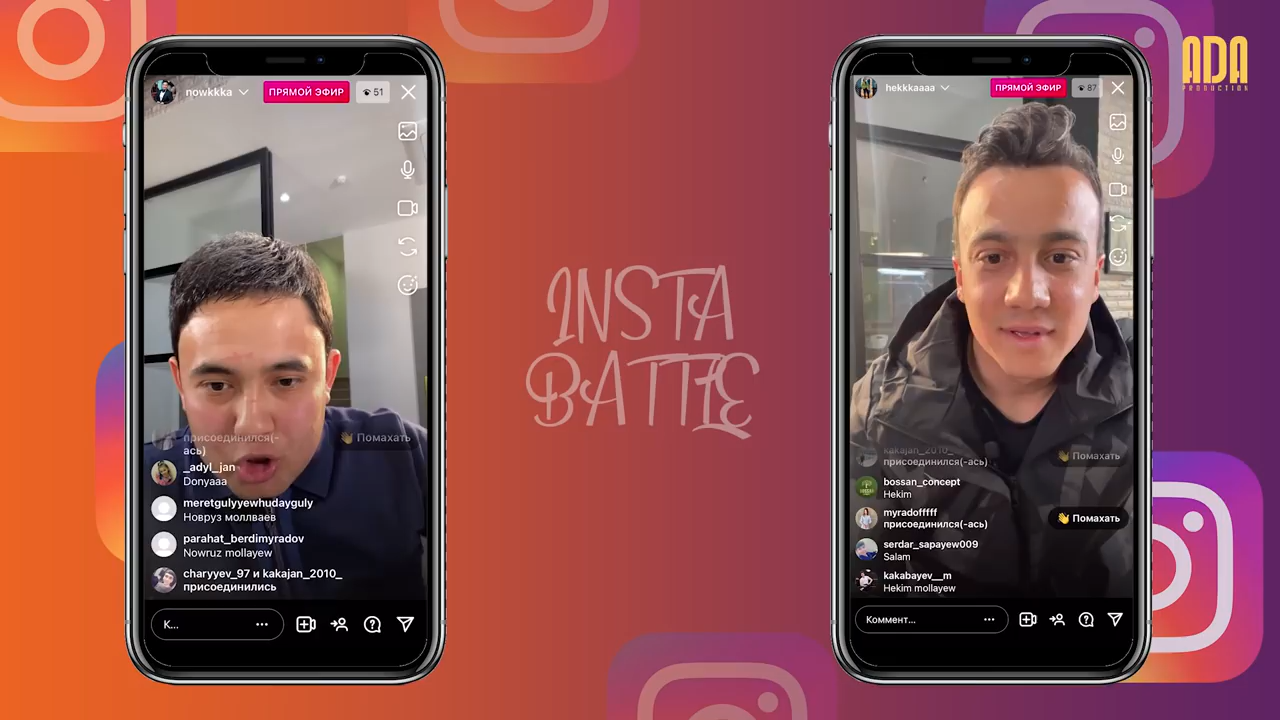 nowkkka
ПРЯМОЙ ЭФИР
51
присоединился(-
ась)
👋 Помахать
_adyl_jan
Donyaaa
meretgulyyewhudayguly
Новруз моллваев
parahat_berdimyradov
Nowruz mollayew
charyyev_97 и kakajan_2010_
присоединились
К...
INSTA
BATTLE
hekkkaaaa
ПРЯМОЙ ЭФИР
87
kakajan_2010_
присоединился(-ась)
👋 Помахать
bossan_concept
Hekim
myradofffff
присоединился(-ась)
👋 Помахать
serdar_sapayew009
Salam
kakabayev__m
Hekim mollayew
Коммент...
ADA
PRODUCTION